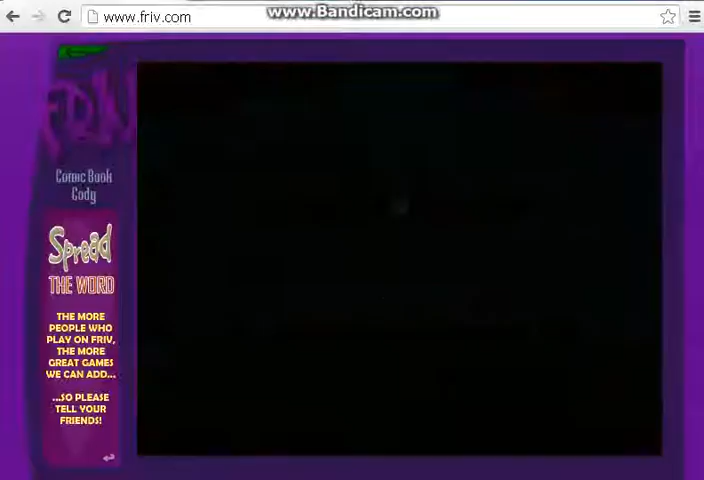 www.friv.com
www.Bandicam.com
Comic Book
Cody
Spread
THE WORD
THE MORE
PEOPLE WHO
PLAY ON FRIV,
THE MORE
GREAT GAMES
WE CAN ADD...
...SO PLEASE
TELL YOUR
FRIENDS!